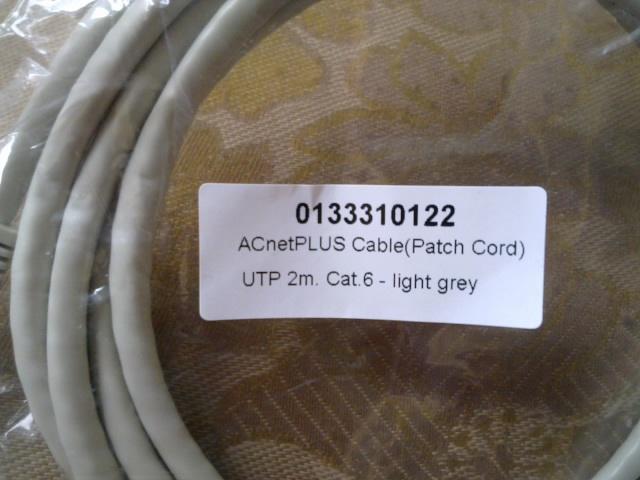 0133310122
ACnetPLUS Cable(Patch Cord)
UTP 2m. Cat.6 - light grey